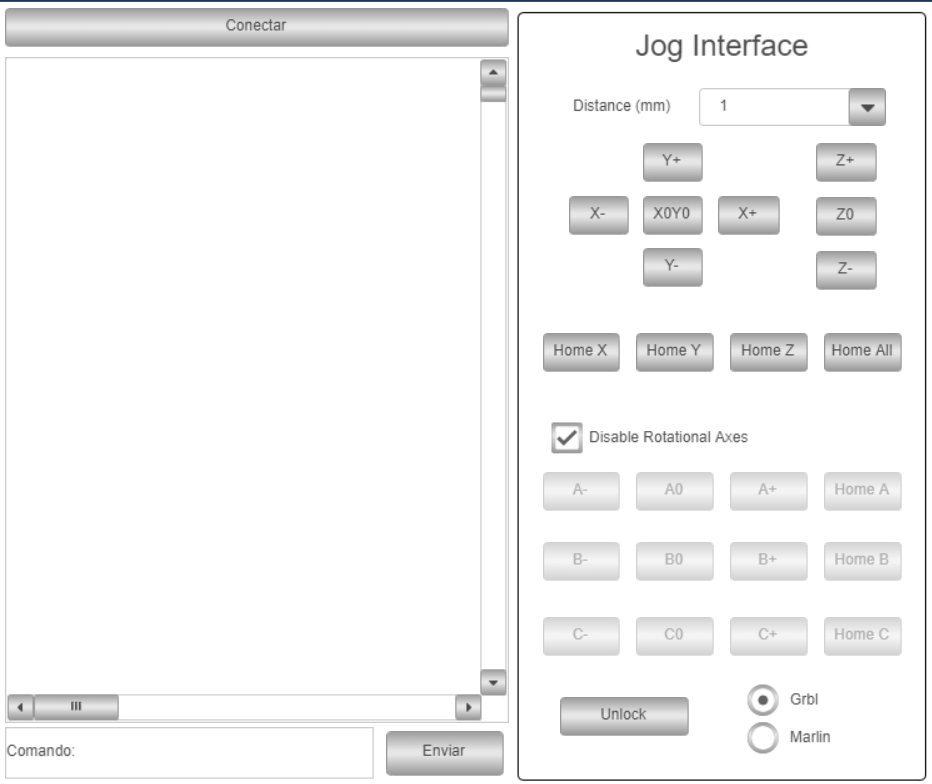 Conectar
Comando:
Enviar
Jog Interface
Distance (mm) 1
Y+ Z+
X- X0Y0 X+ Z0
Y- Z-
Home X Home Y Home Z Home All
Disable Rotational Axes
A- A0 A+ Home A
B- B0 B+ Home B
C- C0 C+ Home C
Unlock
Grbl
Marlin